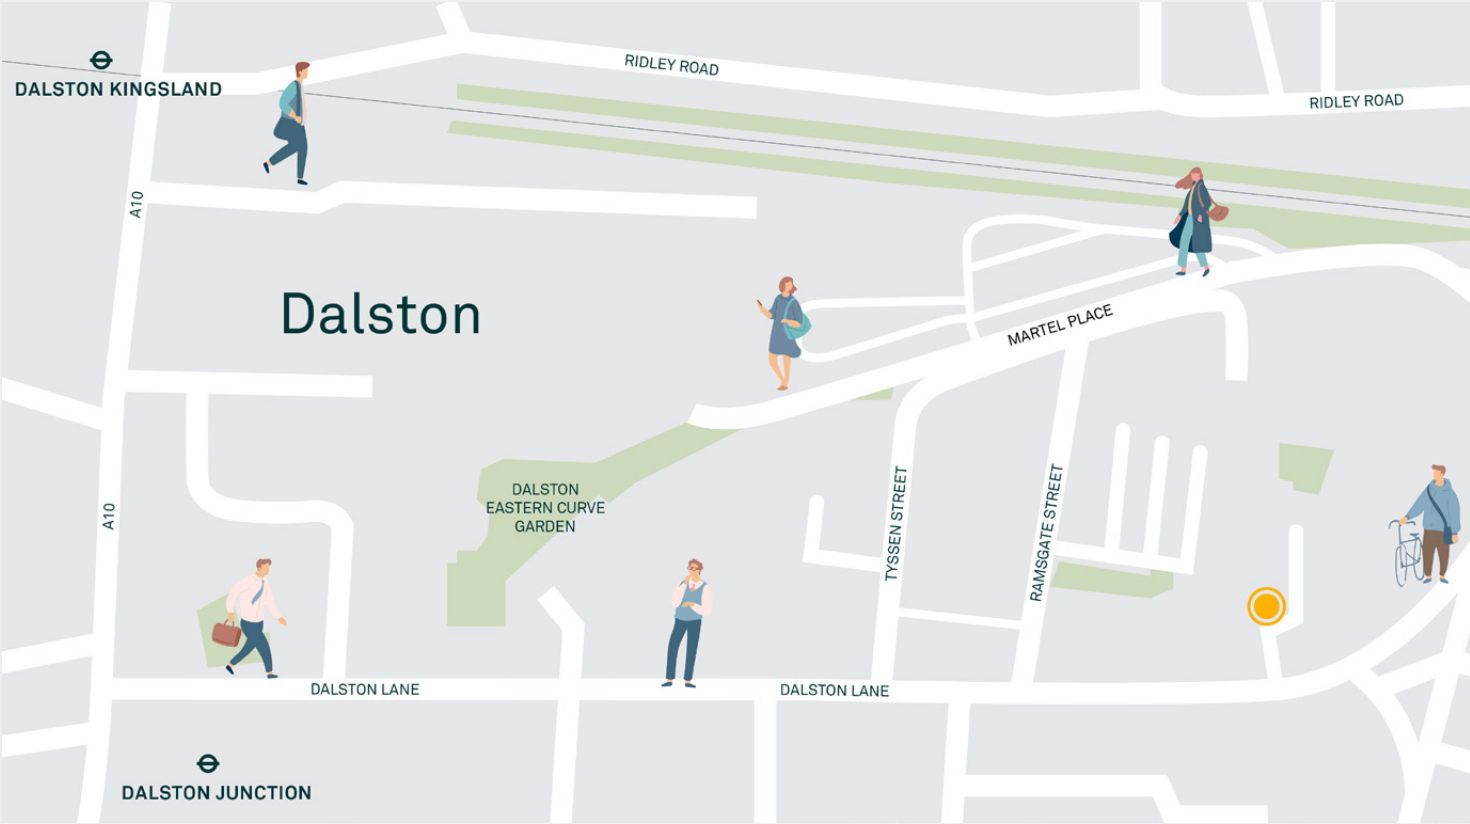 RIDLEY ROAD
DALSTON KINGSLAND
RIDLEY ROAD
A10
Dalston
MARTEL PLACE
DALSTON
EASTERN CURVE
GARDEN
A10
TYSSEN STREET
RAMSGATE STREET
DALSTON LANE
DALSTON LANE
DALSTON JUNCTION